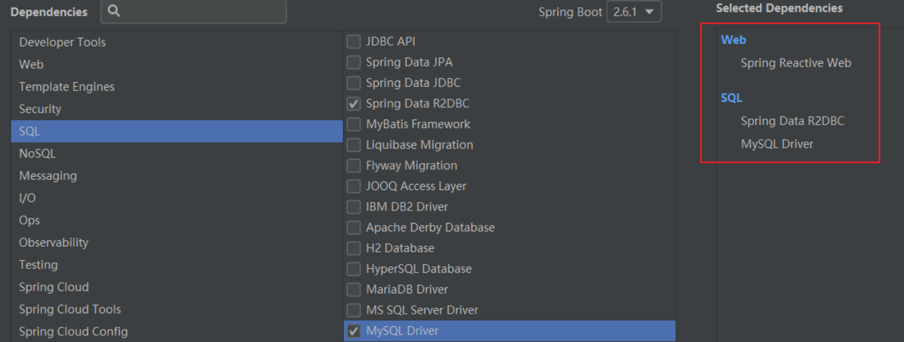 Dependencies
Spring Boot 2.6.1
Selected Dependencies
Developer Tools
Web
Template Engines
Security
SQL
NoSQL
Messaging
I/O
Ops
Observability
Testing
Spring Cloud
Spring Cloud Tools
Spring Cloud Config
JDBC API
Spring Data JPA
Spring Data JDBC
Spring Data R2DBC
MyBatis Framework
Liquibase Migration
Flyway Migration
JOOQ Access Layer
IBM DB2 Driver
Apache Derby Database
H2 Database
HyperSQL Database
MariaDB Driver
MS SQL Server Driver
MySQL Driver
Web
Spring Reactive Web
SQL
Spring Data R2DBC
MySQL Driver